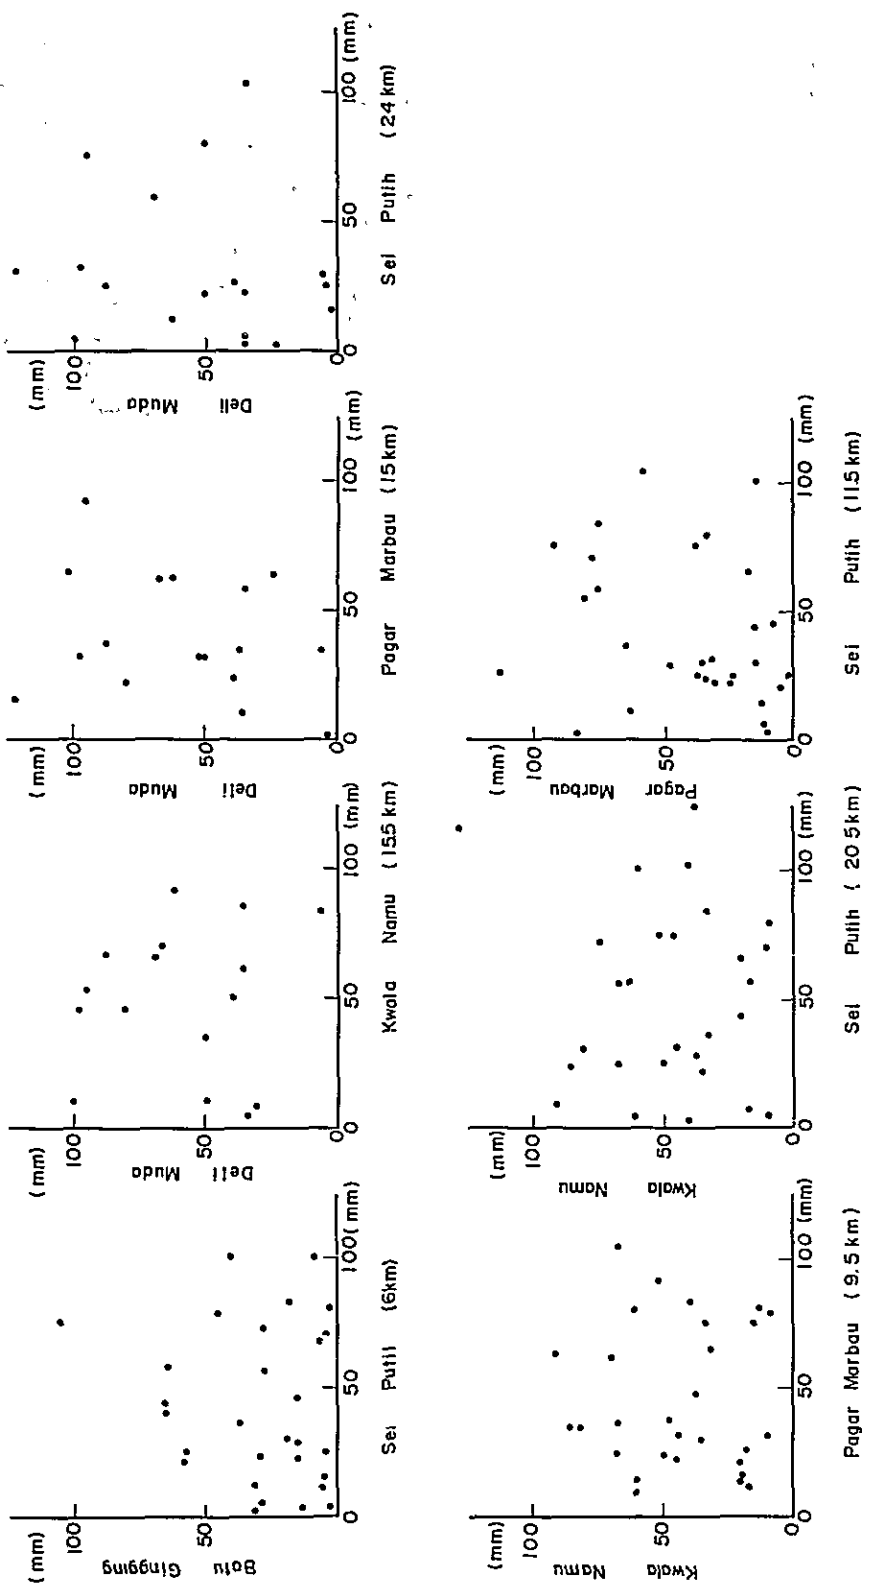 (mm)
100
50
0
Batu Gingging
50
100(mm)
Sei Putih (6km)
(mm)
100
50
0
Deli Muda
50
100 (mm)
Kwala Namu (15.5 km)
(mm)
100
50
0
Deli Muda
50
100 (mm)
Pagar Marbau (15 km)
(mm)
100
50
0
Deli Muda
50
100 (mm)
Sei Putih (24 km)
(mm)
100
50
0
Kwala Namu
50
100 (mm)
Pagar Marbau (9.5 km)
(mm)
100
50
0
Kwala Namu
50
100 (mm)
Sei Putih (20.5km)
(mm)
100
50
0
Pagar Marbau
50
100 (mm)
Sei Putih (11.5 km)